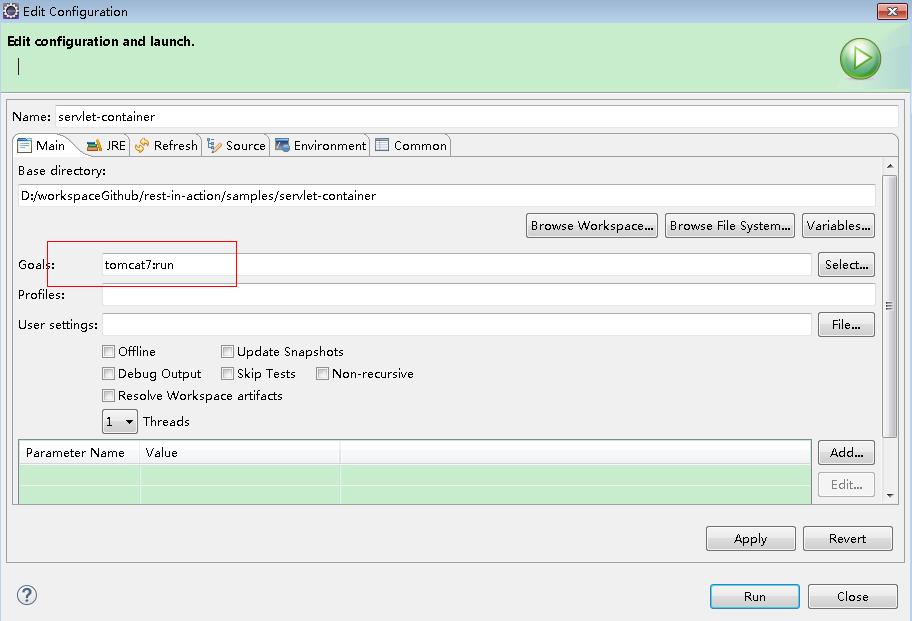 Edit Configuration
Edit configuration and launch.
Name: servlet-container
Main JRE Refresh Source Environment Common
Base directory:
D:/workspaceGithub/rest-in-action/samples/servlet-container
Browse Workspace... Browse File System... Variables...
Goals: tomcat7:run Select...
Profiles:
User settings: File...
Offline Update Snapshots
Debug Output Skip Tests Non-recursive
Resolve Workspace artifacts
1 Threads
Parameter Name Value Add...
Edit...
Apply Revert
? Run Close